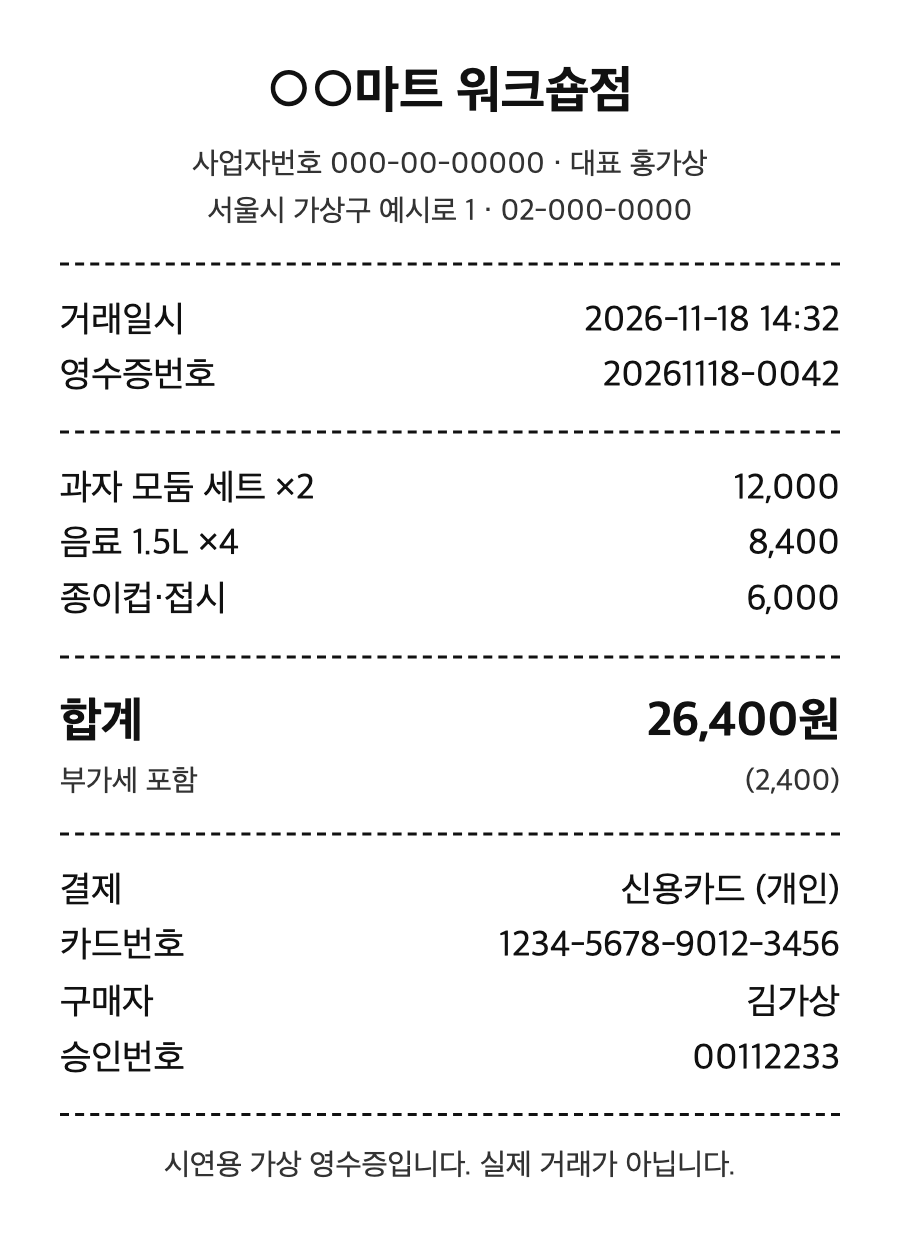 ○○마트 워크숍점
사업자번호 000-00-00000 · 대표 홍가상
서울시 가상구 예시로 1 · 02-000-0000
거래일시 2026-11-18 14:32
영수증번호 20261118-0042
과자 모둠 세트 ×2 12,000
음료 1.5L ×4 8,400
종이컵·접시 6,000
합계 26,400원
부가세 포함 (2,400)
결제 신용카드 (개인)
카드번호 1234-5678-9012-3456
구매자 김가상
승인번호 00112233
시연용 가상 영수증입니다. 실제 거래가 아닙니다.